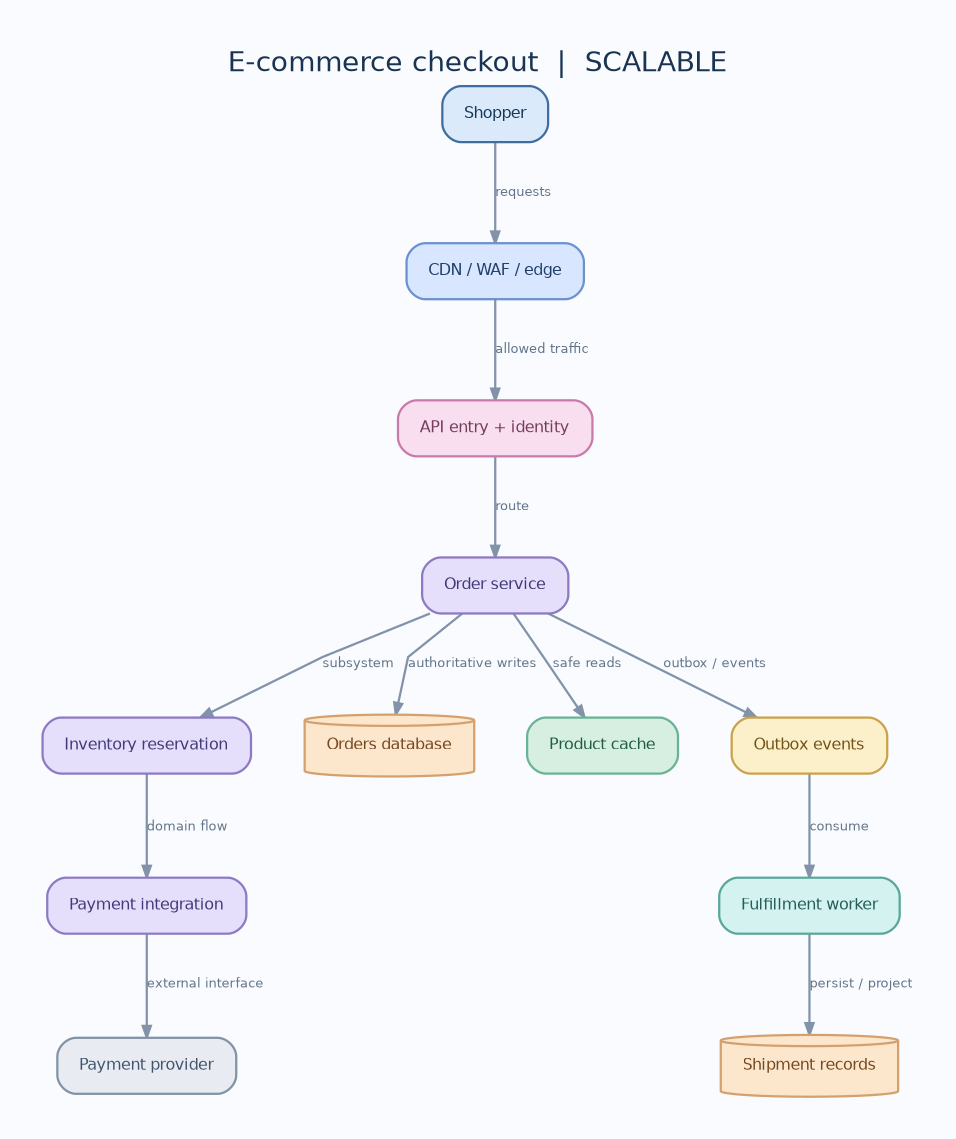 E-commerce checkout  |  SCALABLE
Shopper
requests
CDN / WAF / edge
allowed traffic
API entry + identity
route
Order service
subsystem
authoritative writes
safe reads
outbox / events
Inventory reservation
Orders database
Product cache
Outbox events
domain flow
consume
Payment integration
Fulfillment worker
external interface
persist / project
Payment provider
Shipment records